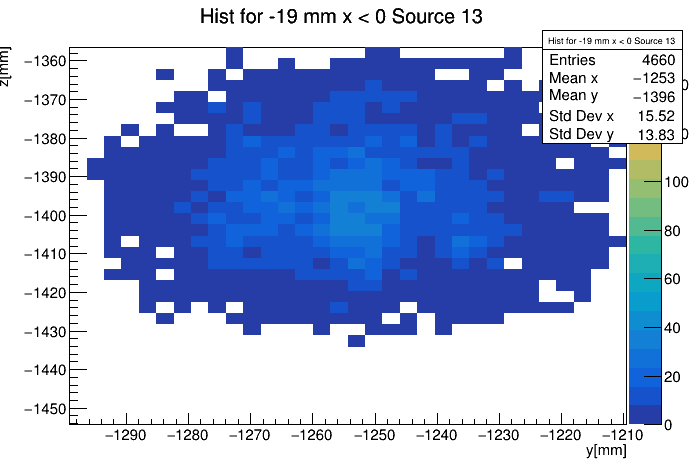 Hist for -19 mm x < 0 Source 13
z[mm]
Hist for -19 mm x < 0 Source 13
Entries 4660
Mean x −1253
Mean y −1396
Std Dev x 15.52
Std Dev y 13.83
−1360
−1370
−1380
−1390
−1400
−1410
−1420
−1430
−1440
−1450
100
80
60
40
20
0
−1290 −1280 −1270 −1260 −1250 −1240 −1230 −1220 −1210
y[mm]